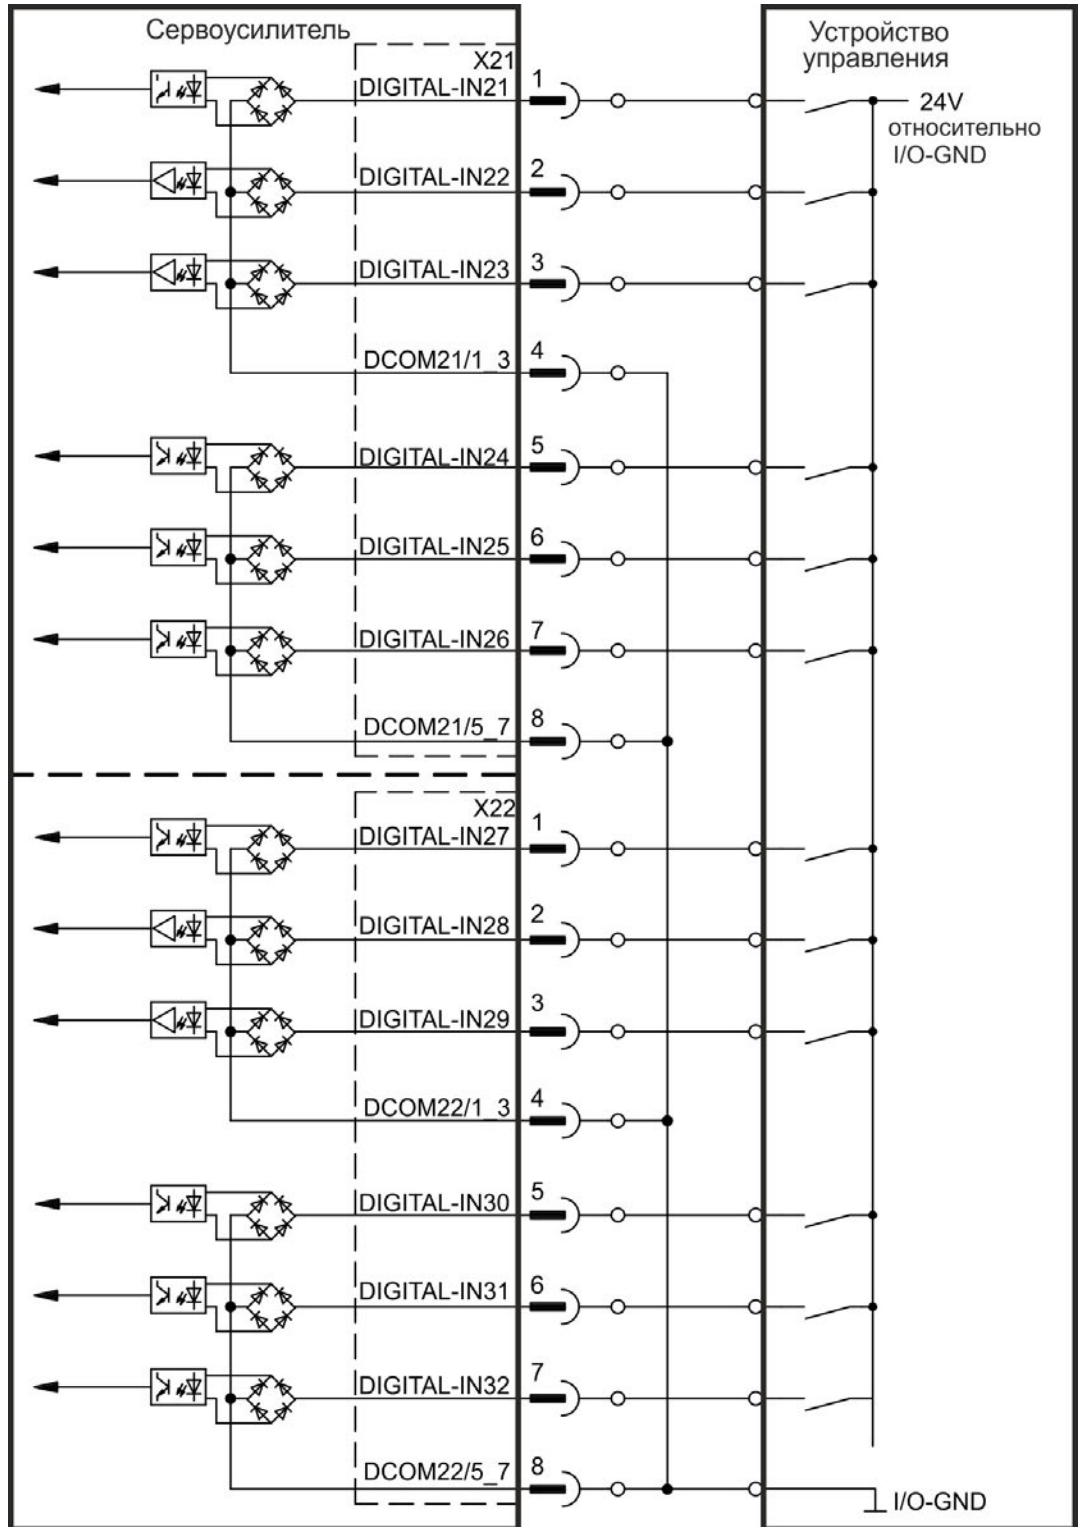 Сервоусилитель
Устройство
управления
X21
DIGITAL-IN21
1
24V
относительно
I/O-GND
DIGITAL-IN22
2
DIGITAL-IN23
3
DCOM21/1_3
4
DIGITAL-IN24
5
DIGITAL-IN25
6
DIGITAL-IN26
7
DCOM21/5_7
8
X22
DIGITAL-IN27
1
DIGITAL-IN28
2
DIGITAL-IN29
3
DCOM22/1_3
4
DIGITAL-IN30
5
DIGITAL-IN31
6
DIGITAL-IN32
7
DCOM22/5_7
8
I/O-GND